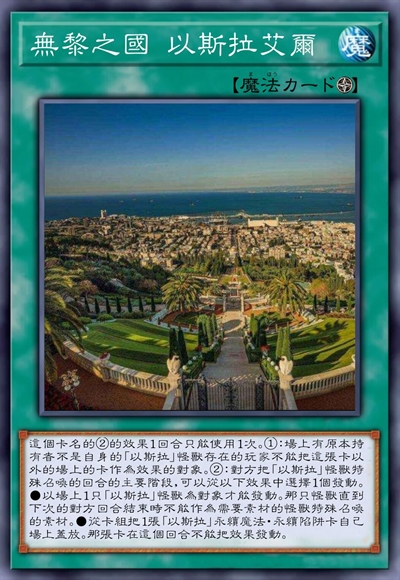 無黎之國 以斯拉艾爾
魔
【魔法カード】
這個卡名的②的效果1回合只能使用1次。①:場上有原本持
有者不是自身的「以斯拉」怪獸存在的玩家不能把這張卡以
外的場上的卡作為效果的對象。②:對方把「以斯拉」怪獸特
殊召喚的回合的主要階段,可以從以下效果中選擇1個發動。
●以場上1只「以斯拉」怪獸為對象才能發動。那只怪獸直到
下次的對方回合結束時不能作為需要素材的怪獸特殊召喚
的素材。●從卡組把1張「以斯拉」永續魔法·永續陷阱卡自已
場上蓋放。那張卡在這個回合不能把效果發動。